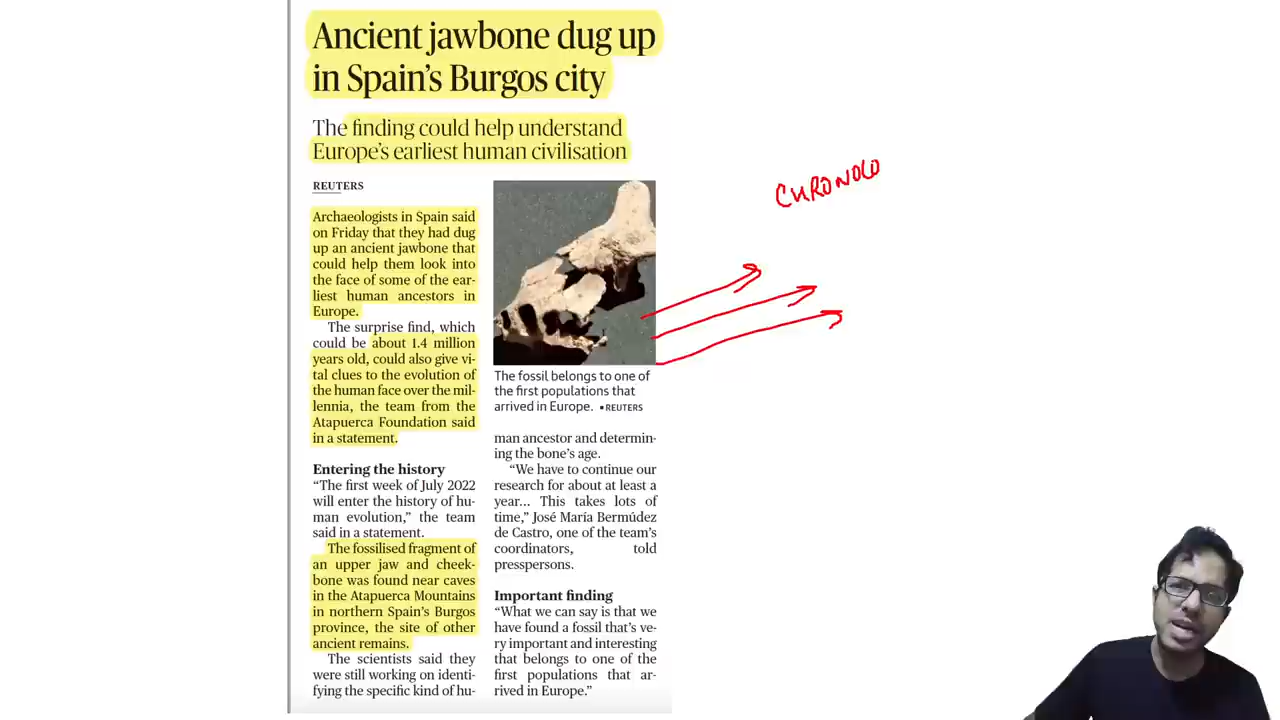 Ancient jawbone dug up
in Spain's Burgos city
The finding could help understand
Europe's earliest human civilisation
REUTERS
Archaeologists in Spain said
on Friday that they had dug
up an ancient jawbone that
could help them look into
the face of some of the ear-
liest human ancestors in
Europe.
The surprise find, which
could be about 1.4 million
years old, could also give vi-
tal clues to the evolution of
the human face over the mil-
lennia, the team from the
Atapuerca Foundation said
in a statement.
Entering the history
“The first week of July 2022
will enter the history of hu-
man evolution,” the team
said in a statement.
The fossilised fragment of
an upper jaw and cheek-
bone was found near caves
in the Atapuerca Mountains
in northern Spain's Burgos
province, the site of other
ancient remains.
The scientists said they
were still working on identi-
fying the specific kind of hu-
The fossil belongs to one of
the first populations that
arrived in Europe. •REUTERS
man ancestor and determin-
ing the bone's age.
“We have to continue our
research for about at least a
year... This takes lots of
time,” José María Bermúdez
de Castro, one of the team's
coordinators, told
presspersons.
Important finding
“What we can say is that we
have found a fossil that's ve-
ry important and interesting
that belongs to one of the
first populations that ar-
rived in Europe.”
CHRONOLO